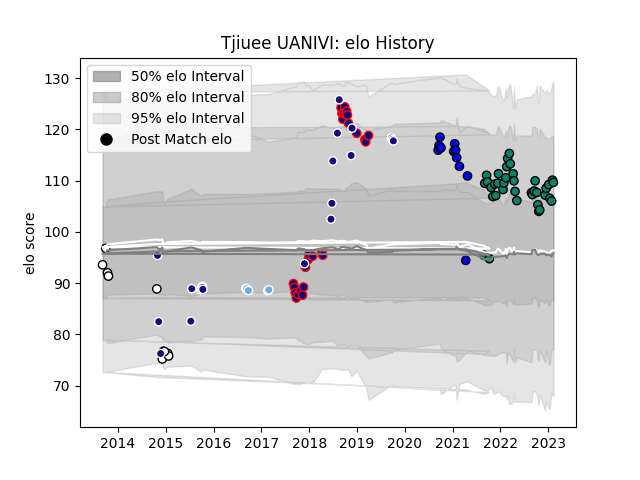 Tjiuee UANIVI: elo History
50% elo Interval
80% elo Interval
95% elo Interval
Post Match elo
elo score
130
120
110
100
90
80
70
2014 2015 2016 2017 2018 2019 2020 2021 2022 2023